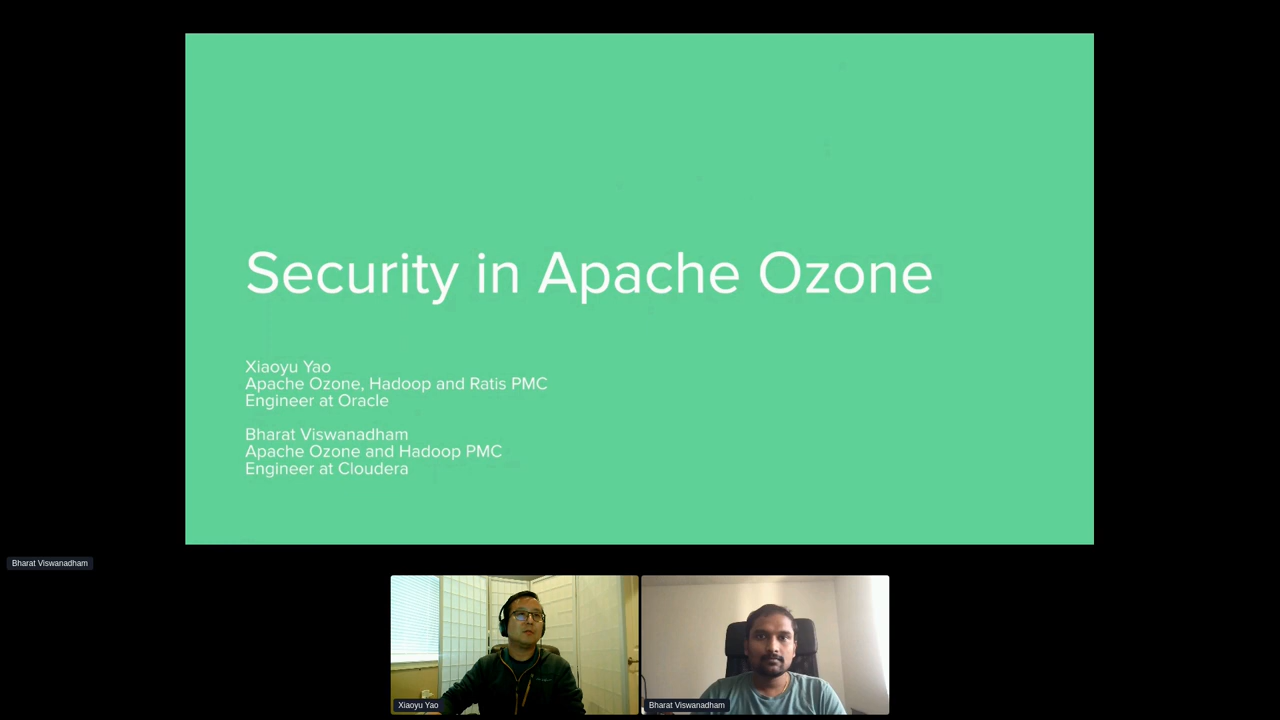 Security in Apache Ozone
Xiaoyu Yao
Apache Ozone, Hadoop and Ratis PMC
Engineer at Oracle
Bharat Viswanadham
Apache Ozone and Hadoop PMC
Engineer at Cloudera
Bharat Viswanadham
Xiaoyu Yao
Bharat Viswanadham